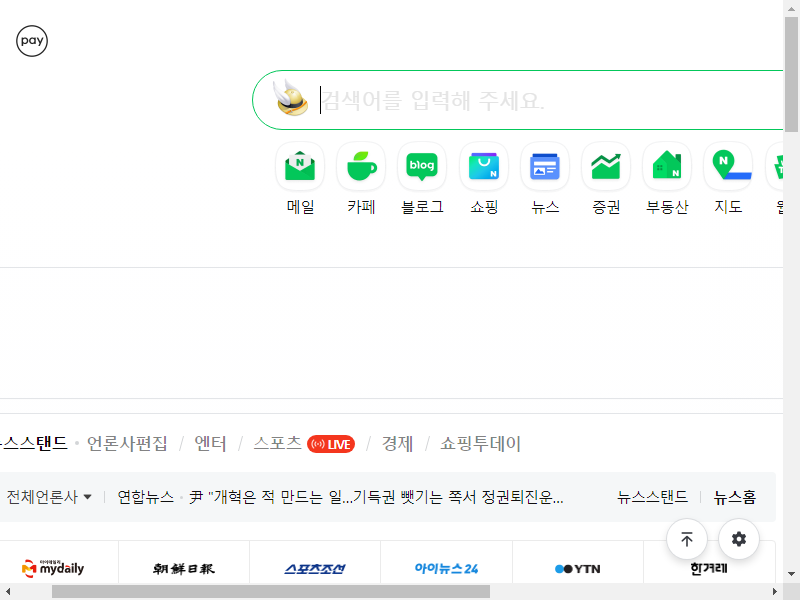 pay
검색어를 입력해 주세요.
N
blog
N
N
N
메일 카페 블로그 쇼핑 뉴스 증권 부동산 지도
스스탠드 언론사편집 / 엔터 / 스포츠 LIVE / 경제 / 쇼핑투데이
전체언론사 연합뉴스 尹 "개혁은 적 만드는 일...기득권 뺏기는 쪽서 정권퇴진운... 뉴스스탠드 뉴스홈
마이데일리 mydaily 朝鮮日報 스포츠조선 아이뉴스24 YTN 한겨레